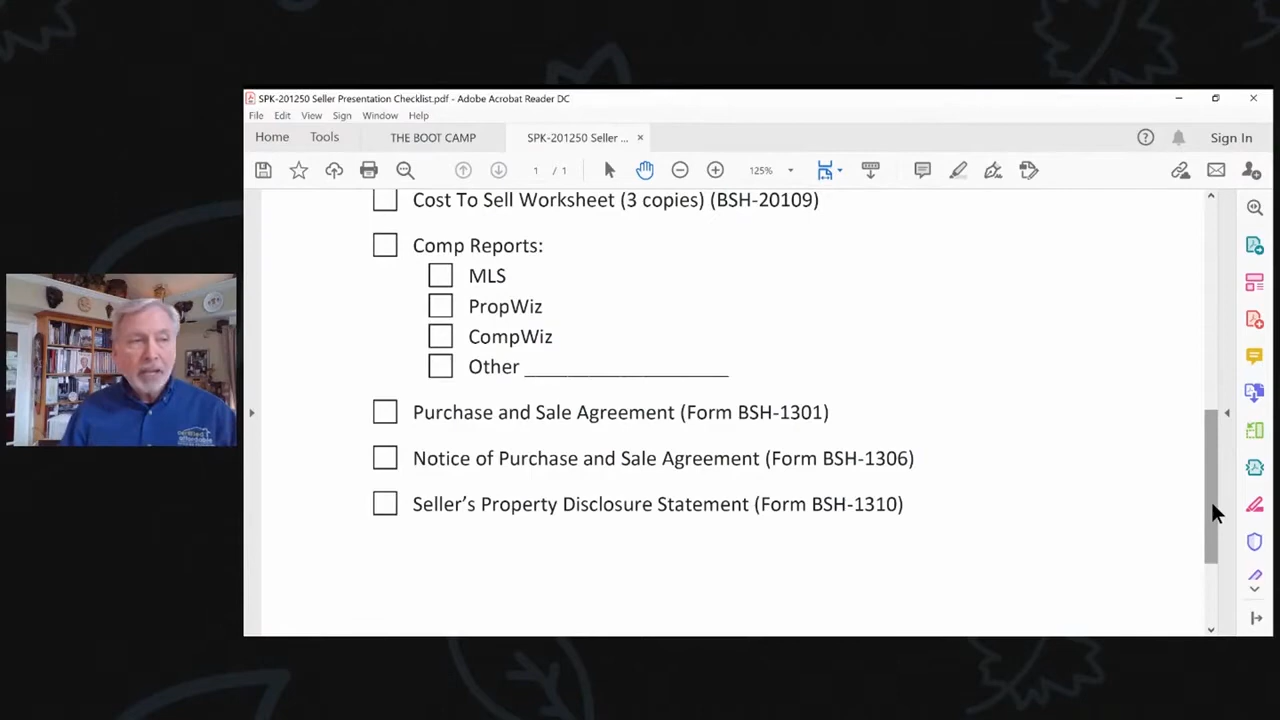 SPK-201250 Seller Presentation Checklist.pdf - Adobe Acrobat Reader DC
File Edit View Sign Window Help
Home Tools THE BOOT CAMP SPK-201250 Seller ... × Sign In
1 / 1 125%
Cost To Sell Worksheet (3 copies) (BSH-20109)
Comp Reports:
MLS
PropWiz
CompWiz
Other ____________________
Purchase and Sale Agreement (Form BSH-1301)
Notice of Purchase and Sale Agreement (Form BSH-1306)
Seller's Property Disclosure Statement (Form BSH-1310)
certified affordable